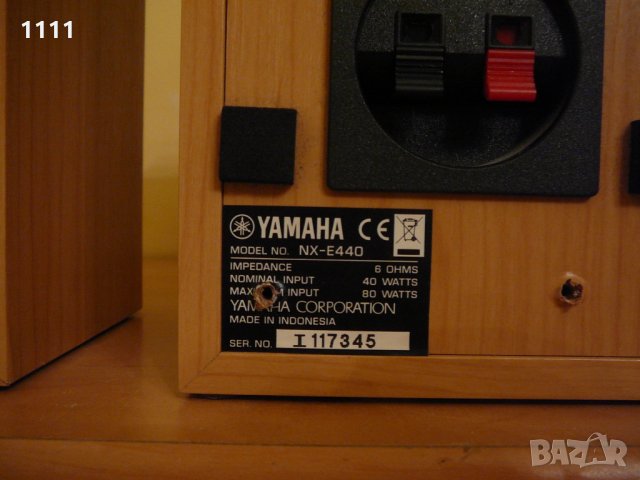 1111
YAMAHA CE
MODEL NO. NX-E440
IMPEDANCE 6 OHMS
NOMINAL INPUT 40 WATTS
INPUT 80 WATTS
CORPORATION
MADE IN INDONESIA
SER. NO. I 117345
BAZAR